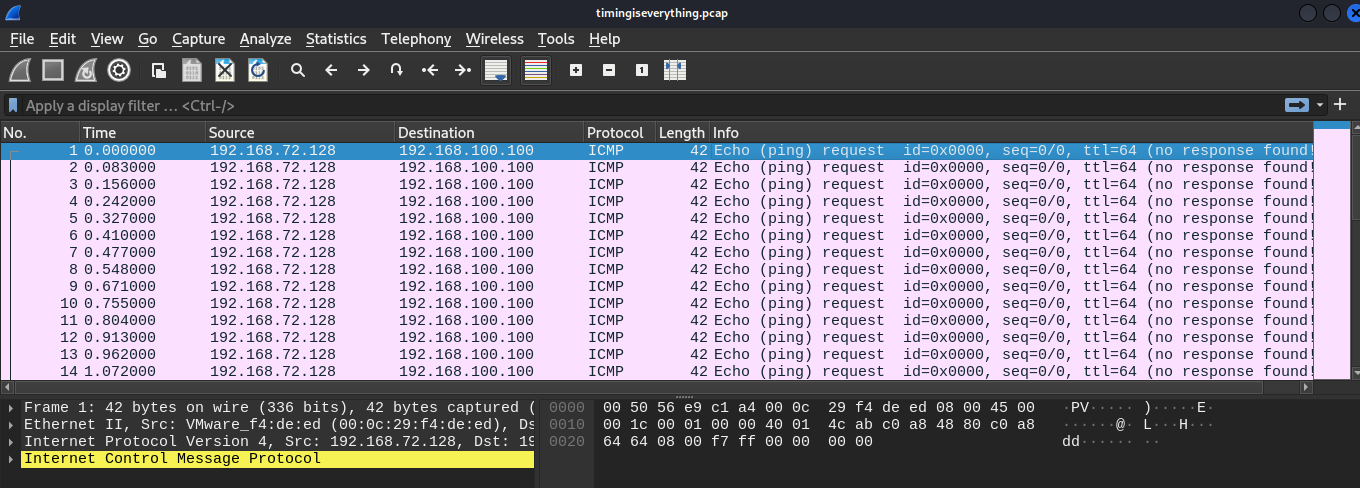 timingiseverything.pcap
File Edit View Go Capture Analyze Statistics Telephony Wireless Tools Help
Apply a display filter … <Ctrl-/>
No. Time Source Destination Protocol Length Info
1 0.000000 192.168.72.128 192.168.100.100 ICMP 42 Echo (ping) request id=0x0000, seq=0/0, ttl=64 (no response found!
2 0.083000 192.168.72.128 192.168.100.100 ICMP 42 Echo (ping) request id=0x0000, seq=0/0, ttl=64 (no response found!
3 0.156000 192.168.72.128 192.168.100.100 ICMP 42 Echo (ping) request id=0x0000, seq=0/0, ttl=64 (no response found!
4 0.242000 192.168.72.128 192.168.100.100 ICMP 42 Echo (ping) request id=0x0000, seq=0/0, ttl=64 (no response found!
5 0.327000 192.168.72.128 192.168.100.100 ICMP 42 Echo (ping) request id=0x0000, seq=0/0, ttl=64 (no response found!
6 0.410000 192.168.72.128 192.168.100.100 ICMP 42 Echo (ping) request id=0x0000, seq=0/0, ttl=64 (no response found!
7 0.477000 192.168.72.128 192.168.100.100 ICMP 42 Echo (ping) request id=0x0000, seq=0/0, ttl=64 (no response found!
8 0.548000 192.168.72.128 192.168.100.100 ICMP 42 Echo (ping) request id=0x0000, seq=0/0, ttl=64 (no response found!
9 0.671000 192.168.72.128 192.168.100.100 ICMP 42 Echo (ping) request id=0x0000, seq=0/0, ttl=64 (no response found!
10 0.755000 192.168.72.128 192.168.100.100 ICMP 42 Echo (ping) request id=0x0000, seq=0/0, ttl=64 (no response found!
11 0.804000 192.168.72.128 192.168.100.100 ICMP 42 Echo (ping) request id=0x0000, seq=0/0, ttl=64 (no response found!
12 0.913000 192.168.72.128 192.168.100.100 ICMP 42 Echo (ping) request id=0x0000, seq=0/0, ttl=64 (no response found!
13 0.962000 192.168.72.128 192.168.100.100 ICMP 42 Echo (ping) request id=0x0000, seq=0/0, ttl=64 (no response found!
14 1.072000 192.168.72.128 192.168.100.100 ICMP 42 Echo (ping) request id=0x0000, seq=0/0, ttl=64 (no response found!
Frame 1: 42 bytes on wire (336 bits), 42 bytes captured (
Ethernet II, Src: VMware_f4:de:ed (00:0c:29:f4:de:ed), Ds
Internet Protocol Version 4, Src: 192.168.72.128, Dst: 19
Internet Control Message Protocol
0000 00 50 56 e9 c1 a4 00 0c 29 f4 de ed 08 00 45 00 ·PV····· )·····E·
0010 00 1c 00 01 00 00 40 01 4c ab c0 a8 48 80 c0 a8 ······@· L···H···
0020 64 64 08 00 f7 ff 00 00 00 00 dd······ ··